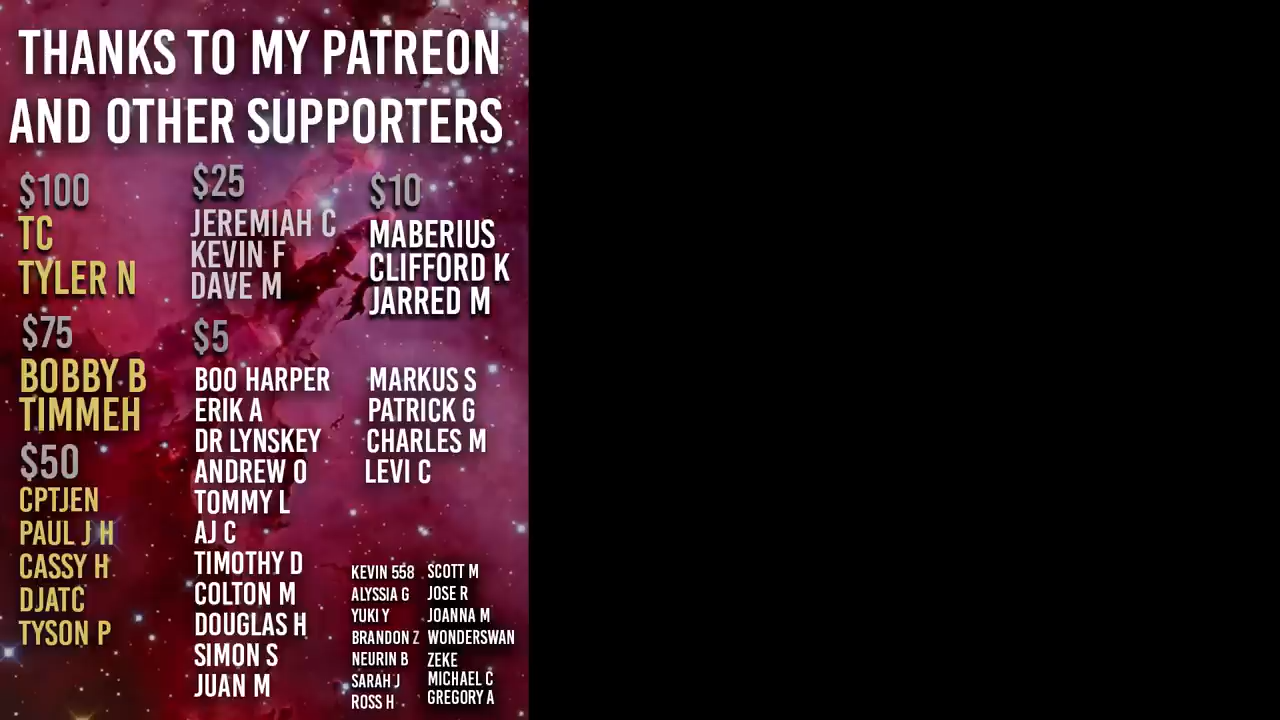 THANKS TO MY PATREON
AND OTHER SUPPORTERS
$100
TC
TYLER N
$75
BOBBY B
TIMMEH
$50
CPTJEN
PAUL J H
CASSY H
DJATC
TYSON P
$25
JEREMIAH C
KEVIN F
DAVE M
$5
BOO HARPER
ERIK A
DR LYNSKEY
ANDREW O
TOMMY L
AJ C
TIMOTHY D
COLTON M
DOUGLAS H
SIMON S
JUAN M
$10
MABERIUS
CLIFFORD K
JARRED M
MARKUS S
PATRICK G
CHARLES M
LEVI C
KEVIN 558
ALYSSIA G
YUKI Y
BRANDON Z
NEURIN B
SARAH J
ROSS H
SCOTT M
JOSE R
JOANNA M
WONDERSWAN
ZEKE
MICHAEL C
GREGORY A